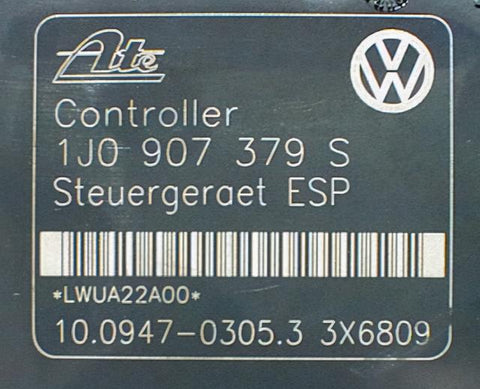 Ate
VW
Controller
1J0 907 379 S
Steuergeraet ESP
*LWUA22A00*
10.0947-0305.3 3X6809